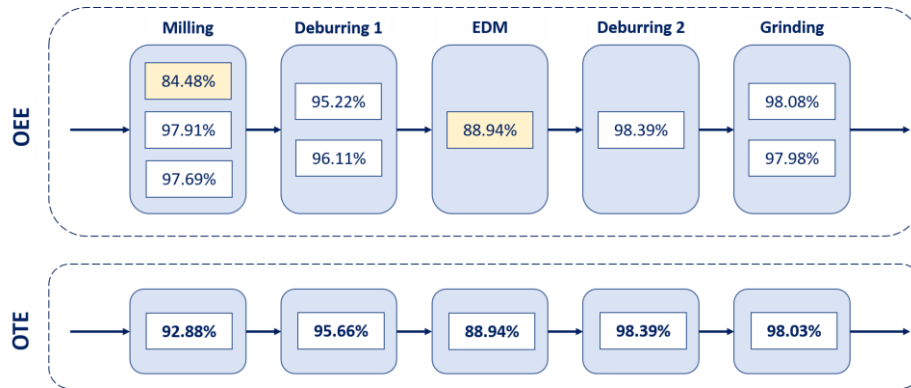 Milling Deburring 1 EDM Deburring 2 Grinding
OEE
84.48%
97.91%
97.69%
95.22%
96.11%
88.94%
98.39%
98.08%
97.98%
OTE
92.88% 95.66% 88.94% 98.39% 98.03%